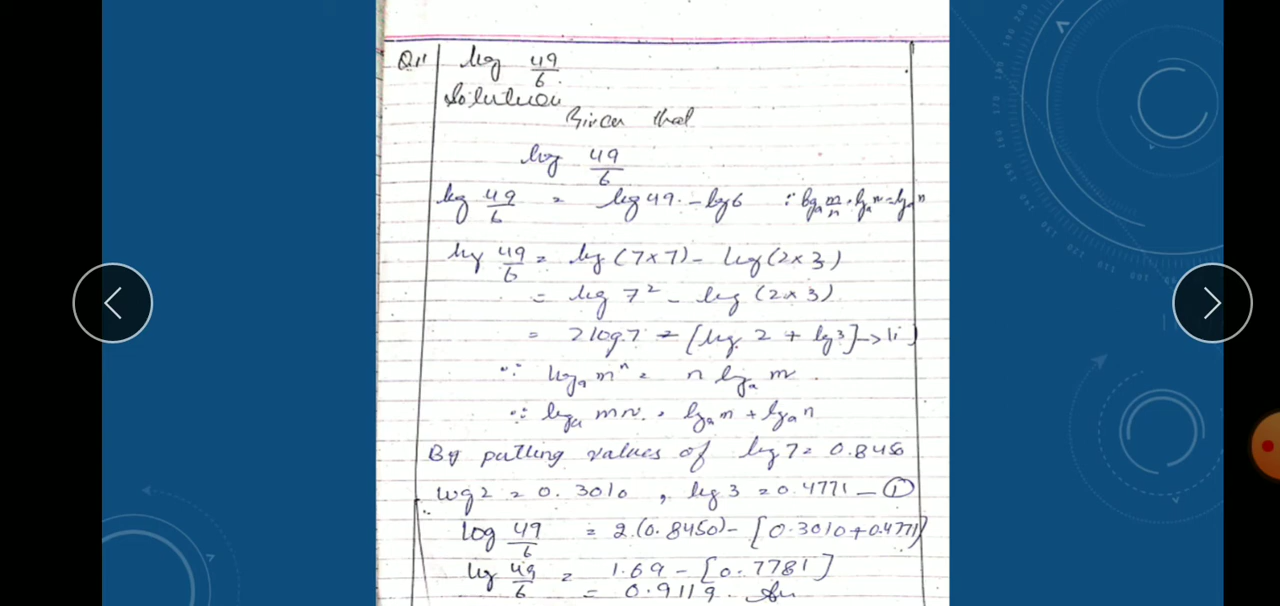 Q11 log 49/6
Solution
Given that
log 49/6
log 49/6 = log 49 - log 6 ∵ logₐ m/n = logₐ m - logₐ n
log 49/6 = log (7×7) - log (2×3)
= log 7² - log (2×3)
= 2 log 7 - [log 2 + log 3] → (i)
∵ logₐ mⁿ = n logₐ m
∵ logₐ mn = logₐ m + logₐ n
By putting values of log 7 = 0.8450
log 2 = 0.3010, log 3 = 0.4771 - ①
log 49/6 = 2(0.8450) - [0.3010 + 0.4771]
log 49/6 = 1.69 - [0.7781]
= 0.9119. Ans